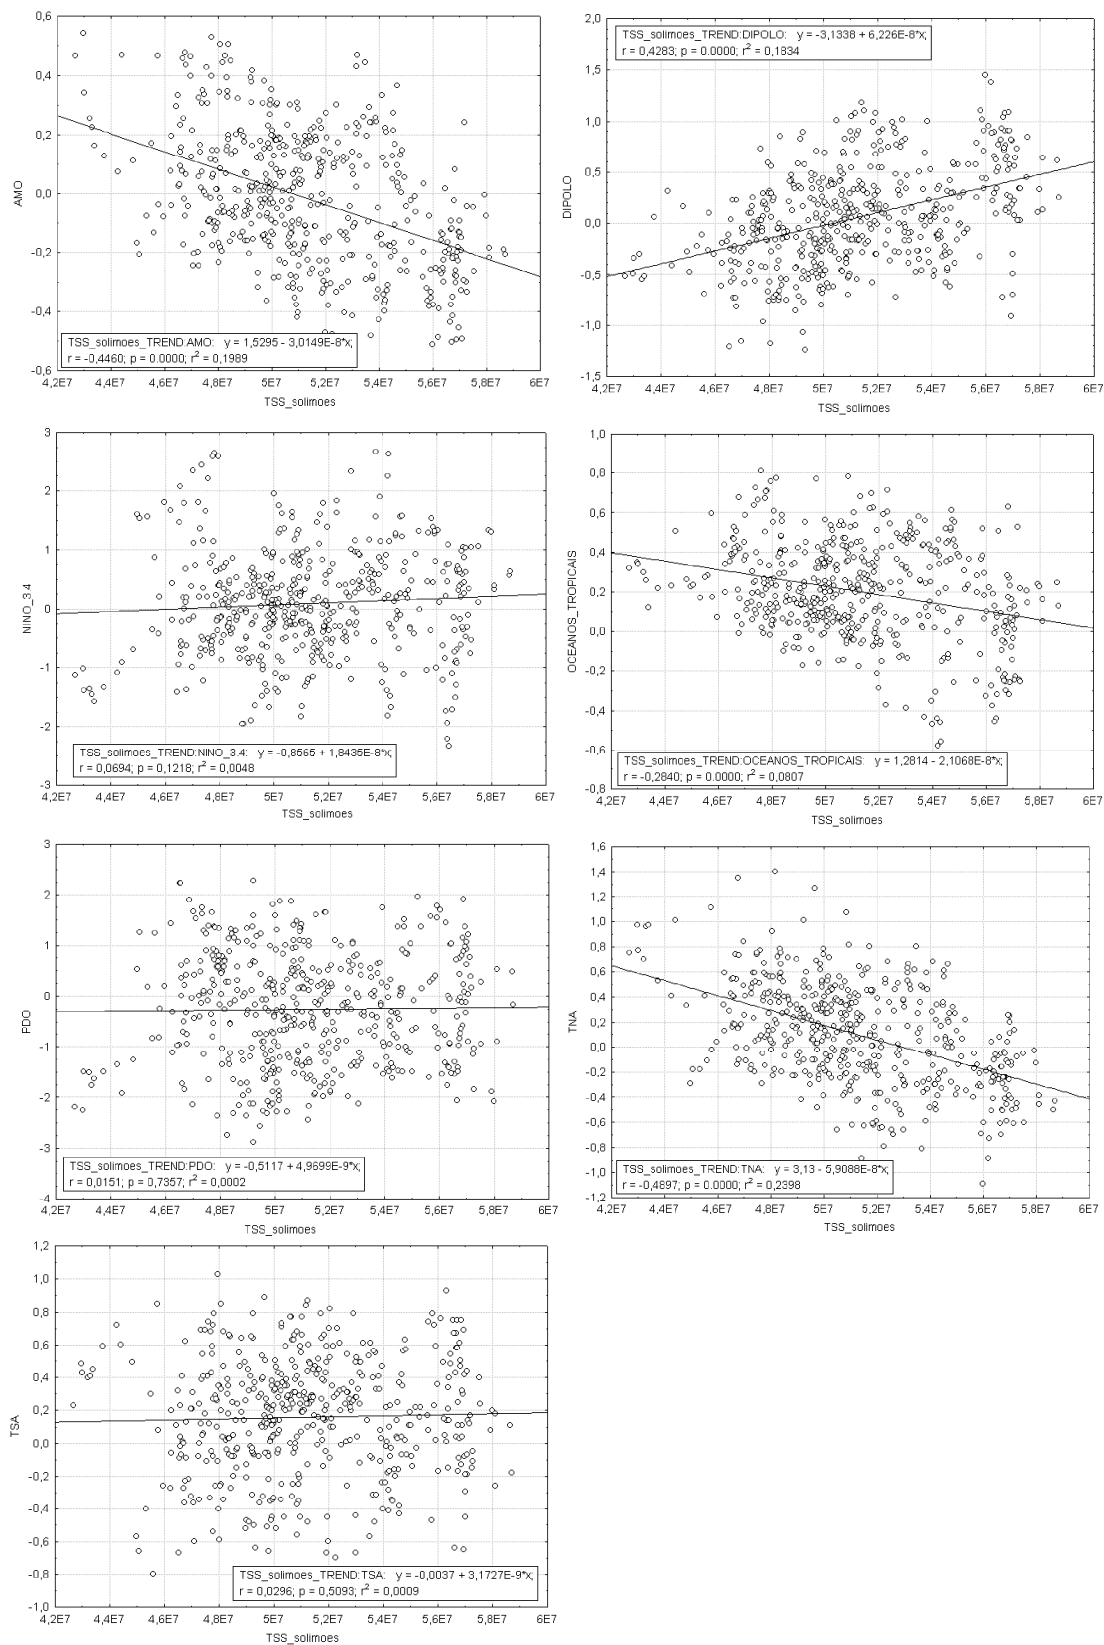 0,6
0,4
0,2
0,0
-0,2
-0,4
-0,6
AMO
TSS_solimoes_TREND:AMO: y = 1,5295 - 3,0149E-8*x;
r = -0,4460; p = 0.0000; r² = 0,1989
4,2E7 4,4E7 4,6E7 4,8E7 5E7 5,2E7 5,4E7 5,6E7 5,8E7 6E7
TSS_solimoes
2,0
1,5
1,0
0,5
0,0
-0,5
-1,0
-1,5
DIPOLO
TSS_solimoes_TREND:DIPOLO: y = -3,1338 + 6,226E-8*x;
r = 0,4283; p = 0.0000; r² = 0,1834
4,2E7 4,4E7 4,6E7 4,8E7 5E7 5,2E7 5,4E7 5,6E7 5,8E7 6E7
TSS_solimoes
3
2
1
0
-1
-2
-3
NINO_3.4
TSS_solimoes_TREND:NINO_3.4: y = -0,8565 + 1,8435E-8*x;
r = 0,0694; p = 0,1218; r² = 0,0048
4,2E7 4,4E7 4,6E7 4,8E7 5E7 5,2E7 5,4E7 5,6E7 5,8E7 6E7
TSS_solimoes
1,0
0,8
0,6
0,4
0,2
0,0
-0,2
-0,4
-0,6
-0,8
OCEANOS_TROPICAIS
TSS_solimoes_TREND:OCEANOS_TROPICAIS: y = 1,2814 - 2,1068E-8*x;
r = -0,2840; p = 0.0000; r² = 0,0807
4,2E7 4,4E7 4,6E7 4,8E7 5E7 5,2E7 5,4E7 5,6E7 5,8E7 6E7
TSS_solimoes
3
2
1
0
-1
-2
-3
-4
PDO
TSS_solimoes_TREND:PDO: y = -0,5117 + 4,9699E-9*x;
r = 0,0151; p = 0,7357; r² = 0,0002
4,2E7 4,4E7 4,6E7 4,8E7 5E7 5,2E7 5,4E7 5,6E7 5,8E7 6E7
TSS_solimoes
1,6
1,4
1,2
1,0
0,8
0,6
0,4
0,2
0,0
-0,2
-0,4
-0,6
-0,8
-1,0
-1,2
TNA
TSS_solimoes_TREND:TNA: y = 3,13 - 5,9088E-8*x;
r = -0,4897; p = 0.0000; r² = 0,2398
4,2E7 4,4E7 4,6E7 4,8E7 5E7 5,2E7 5,4E7 5,6E7 5,8E7 6E7
TSS_solimoes
1,2
1,0
0,8
0,6
0,4
0,2
0,0
-0,2
-0,4
-0,6
-0,8
-1,0
TSA
TSS_solimoes_TREND:TSA: y = -0,0037 + 3,1727E-9*x;
r = 0,0296; p = 0,5093; r² = 0,0009
4,2E7 4,4E7 4,6E7 4,8E7 5E7 5,2E7 5,4E7 5,6E7 5,8E7 6E7
TSS_solimoes